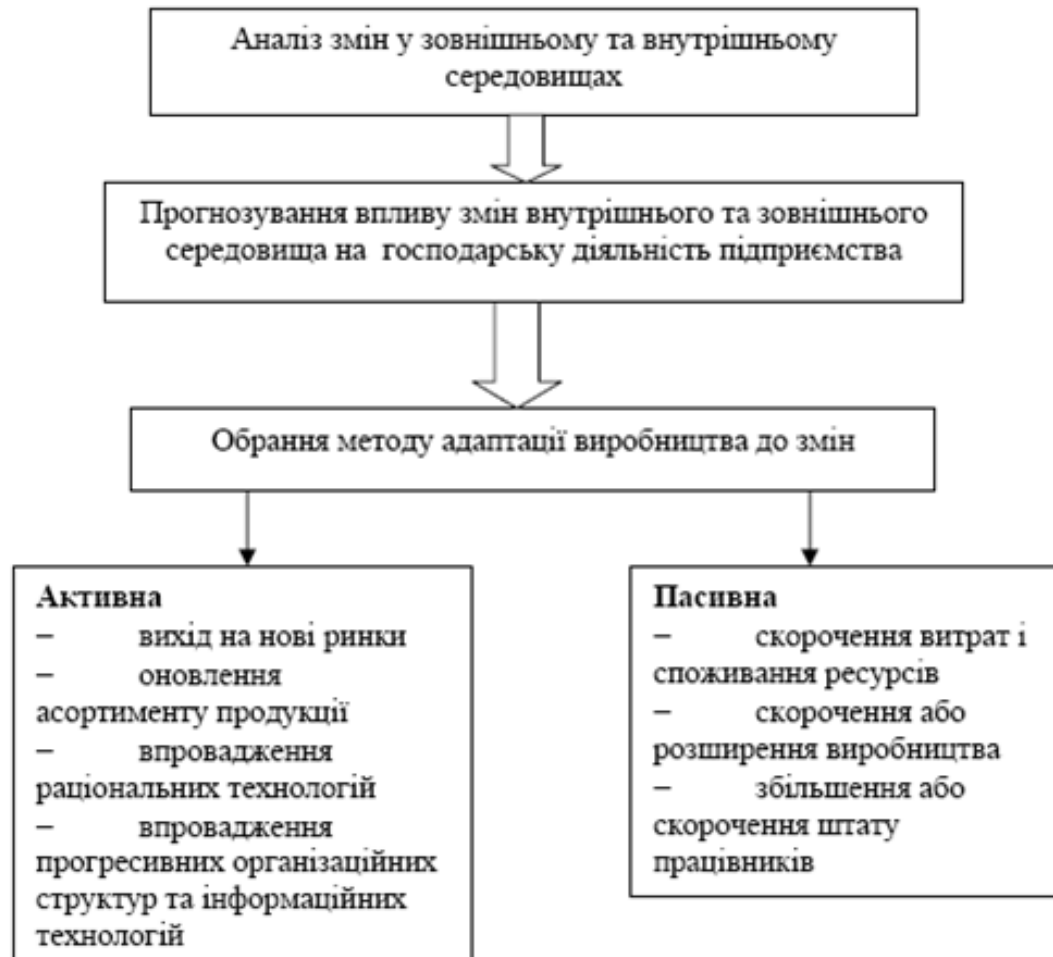 Аналіз змін у зовнішньому та внутрішньому
середовищах
Прогнозування впливу змін внутрішнього та зовнішнього
середовища на господарську діяльність підприємства
Обрання методу адаптації виробництва до змін
Активна
– вихід на нові ринки
– оновлення
асортименту продукції
– впровадження
раціональних технологій
– впровадження
прогресивних організаційних
структур та інформаційних
технологій
Пасивна
– скорочення витрат і
споживання ресурсів
– скорочення або
розширення виробництва
– збільшення або
скорочення штату
працівників